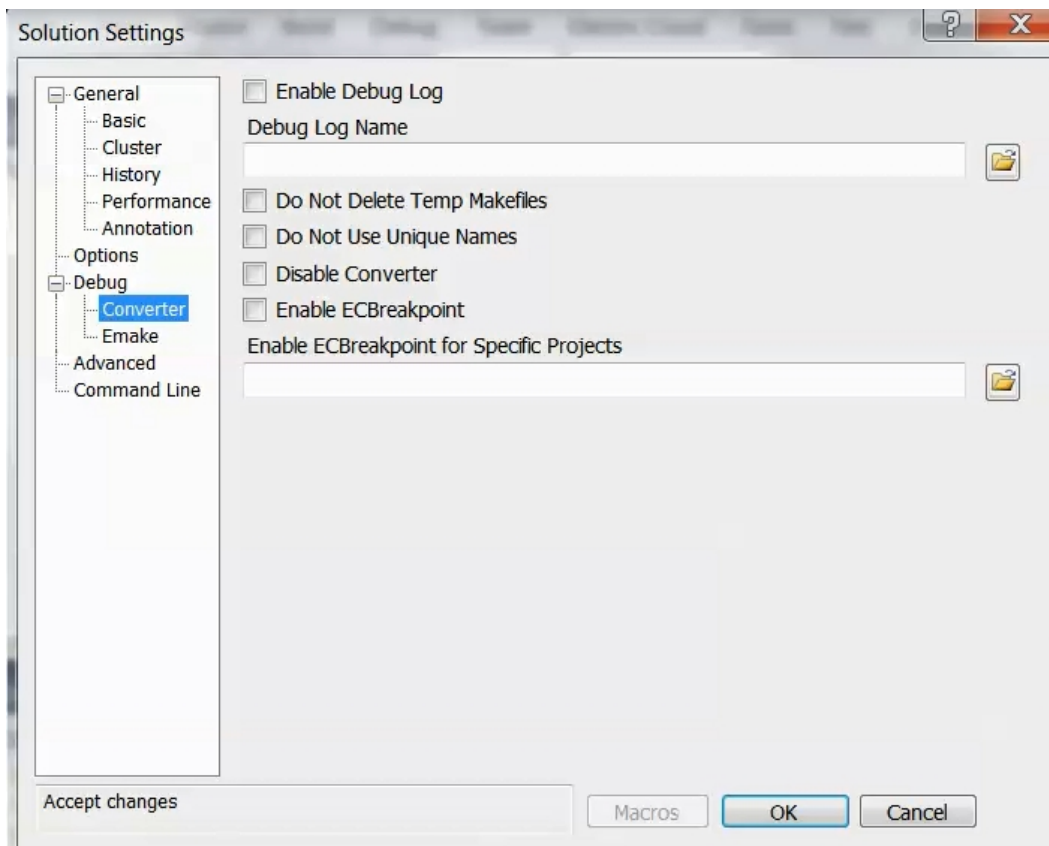 Solution Settings
General
Basic
Cluster
History
Performance
Annotation
Options
Debug
Converter
Emake
Advanced
Command Line
Enable Debug Log
Debug Log Name
Do Not Delete Temp Makefiles
Do Not Use Unique Names
Disable Converter
Enable ECBreakpoint
Enable ECBreakpoint for Specific Projects
Accept changes
Macros
OK
Cancel